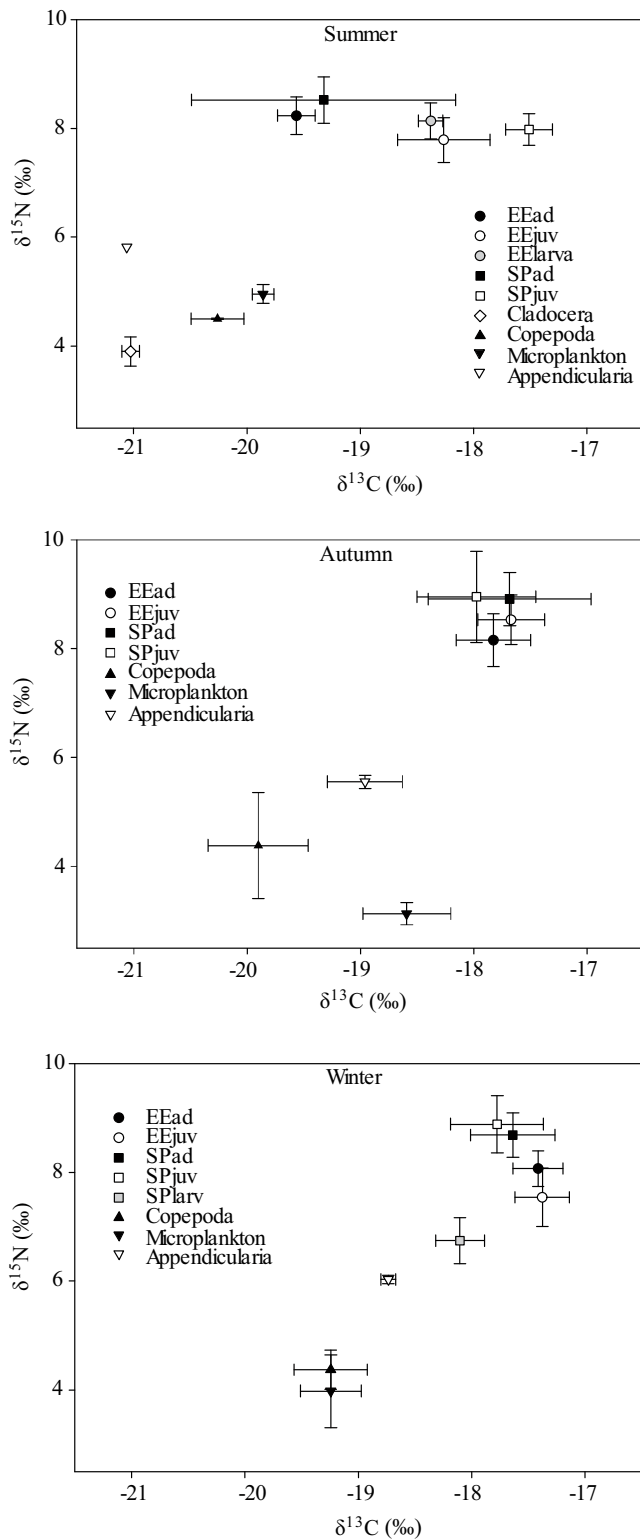 Summer
10
8
6
4
δ¹⁵N (‰)
EEad
EEjuv
EElarva
SPad
SPjuv
Cladocera
Copepoda
Microplankton
Appendicularia
-21 -20 -19 -18 -17
δ¹³C (‰)
Autumn
10
8
6
4
δ¹⁵N (‰)
EEad
EEjuv
SPad
SPjuv
Copepoda
Microplankton
Appendicularia
-21 -20 -19 -18 -17
δ¹³C (‰)
Winter
10
8
6
4
δ¹⁵N (‰)
EEad
EEjuv
SPad
SPjuv
SPlarv
Copepoda
Microplankton
Appendicularia
-21 -20 -19 -18 -17
δ¹³C (‰)